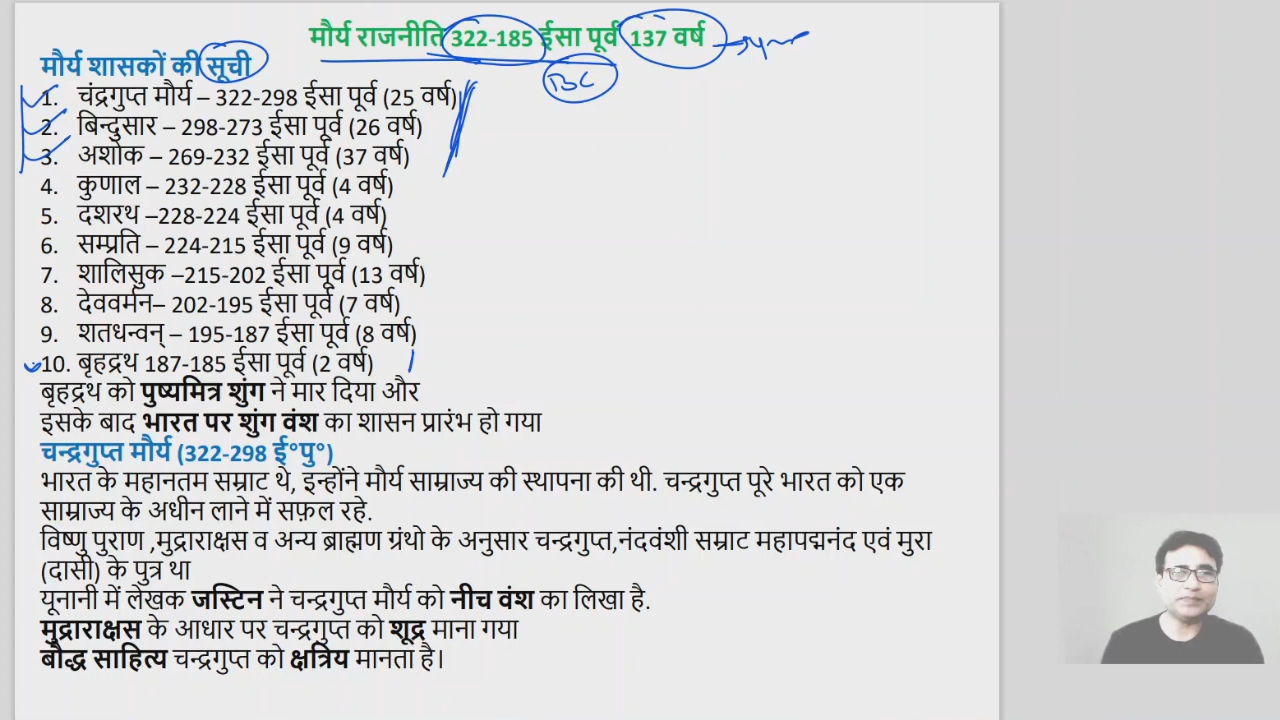 मौर्य राजनीति 322-185 ईसा पूर्व 137 वर्ष
BC
मौर्य शासकों की सूची
1. चंद्रगुप्त मौर्य – 322-298 ईसा पूर्व (25 वर्ष)
2. बिन्दुसार – 298-273 ईसा पूर्व (26 वर्ष)
3. अशोक – 269-232 ईसा पूर्व (37 वर्ष)
4. कुणाल – 232-228 ईसा पूर्व (4 वर्ष)
5. दशरथ –228-224 ईसा पूर्व (4 वर्ष)
6. सम्प्रति – 224-215 ईसा पूर्व (9 वर्ष)
7. शालिसुक –215-202 ईसा पूर्व (13 वर्ष)
8. देववर्मन– 202-195 ईसा पूर्व (7 वर्ष)
9. शतधन्वन् – 195-187 ईसा पूर्व (8 वर्ष)
10. बृहद्रथ 187-185 ईसा पूर्व (2 वर्ष)
बृहद्रथ को पुष्यमित्र शुंग ने मार दिया और
इसके बाद भारत पर शुंग वंश का शासन प्रारंभ हो गया
चन्द्रगुप्त मौर्य (322-298 ई°पु°)
भारत के महानतम सम्राट थे, इन्होंने मौर्य साम्राज्य की स्थापना की थी. चन्द्रगुप्त पूरे भारत को एक
साम्राज्य के अधीन लाने में सफ़ल रहे.
विष्णु पुराण ,मुद्राराक्षस व अन्य ब्राह्मण ग्रंथो के अनुसार चन्द्रगुप्त,नंदवंशी सम्राट महापद्मनंद एवं मुरा
(दासी) के पुत्र था
यूनानी में लेखक जस्टिन ने चन्द्रगुप्त मौर्य को नीच वंश का लिखा है.
मुद्राराक्षस के आधार पर चन्द्रगुप्त को शूद्र माना गया
बौद्ध साहित्य चन्द्रगुप्त को क्षत्रिय मानता है।